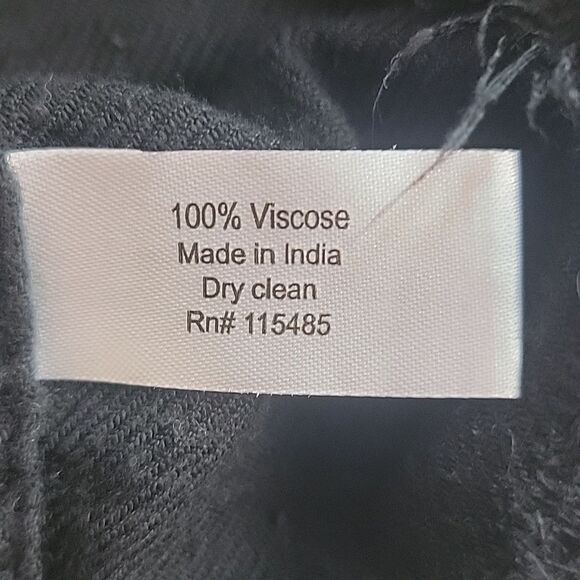 100% Viscose
Made in India
Dry clean
Rn# 115485